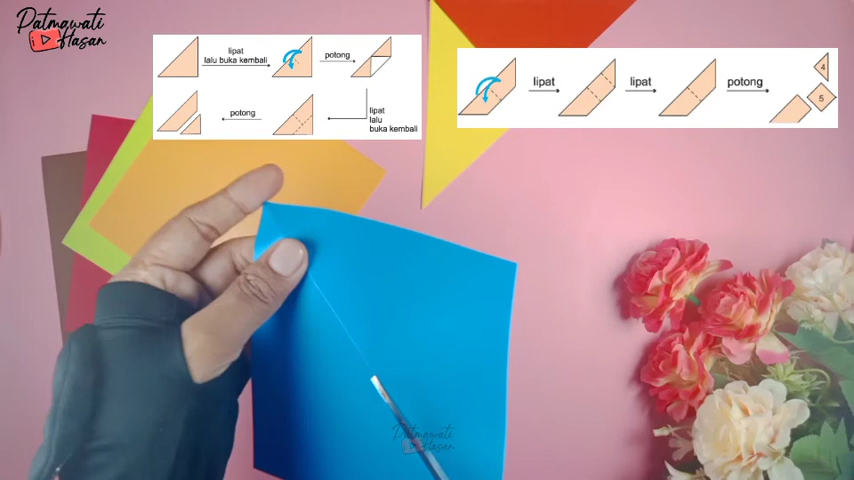 Patmawati
Hasan
lipat
lalu buka kembali
potong
lipat
lalu
buka kembali
potong
lipat
lipat
potong
4
5
Patmawati
Hasan